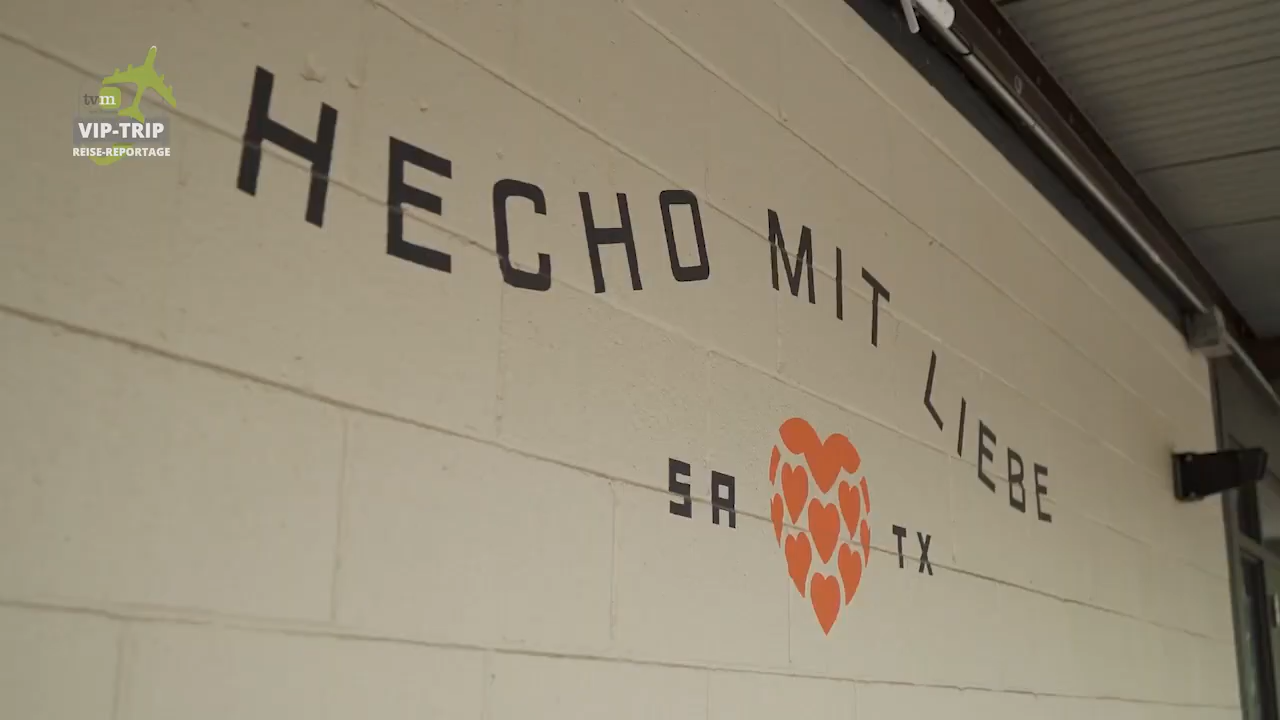 tvm
VIP-TRIP
REISE-REPORTAGE
HECHO MIT LIEBE
SA TX